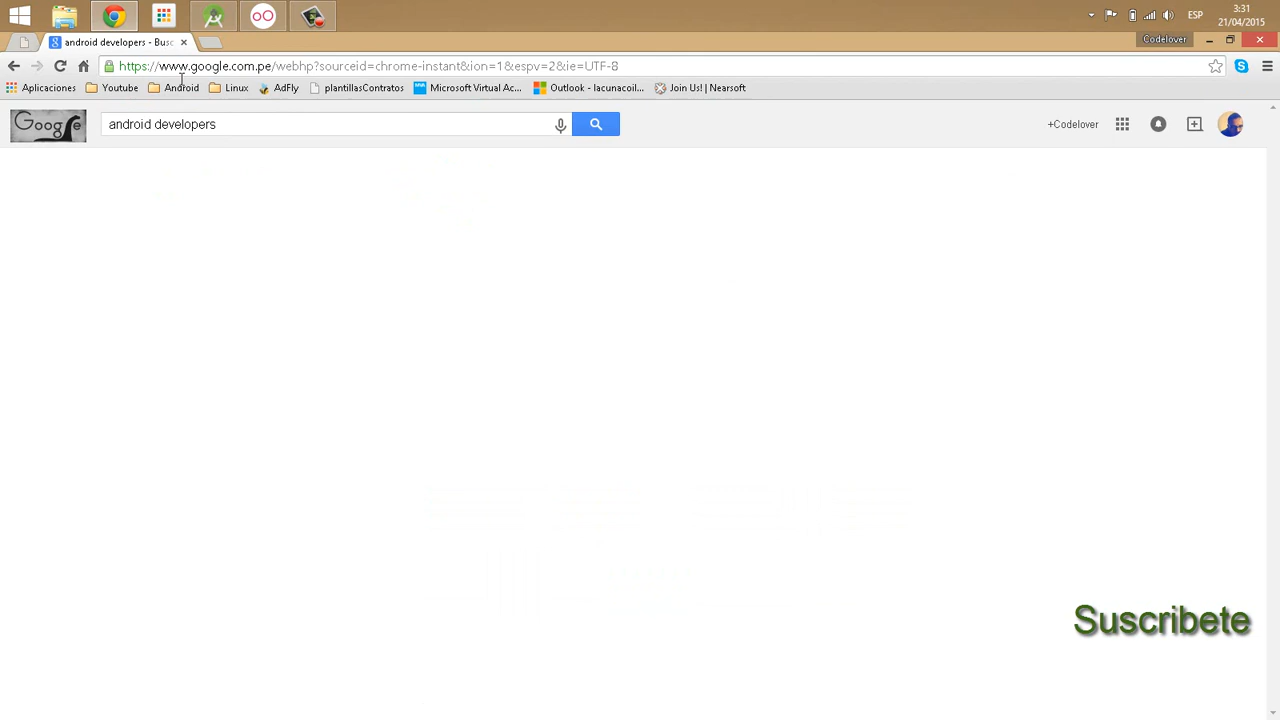 ESP
3:31
21/04/2015
android developers - Busc
Codelover
https://www.google.com.pe/webhp?sourceid=chrome-instant&ion=1&espv=2&ie=UTF-8
Aplicaciones Youtube Android Linux AdFly plantillasContratos Microsoft Virtual Ac... Outlook - lacunacoil... Join Us! | Nearsoft
Google android developers +Codelover
Suscribete